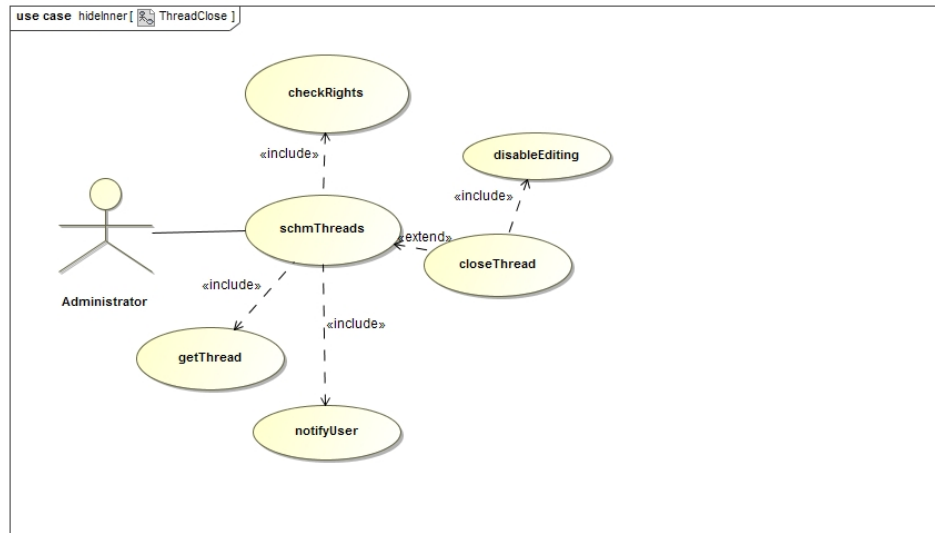 use case hideInner [ ThreadClose ]
checkRights
«include»
disableEditing
«include»
schmThreads
«extend»
closeThread
Administrator
«include»
«include»
getThread
notifyUser